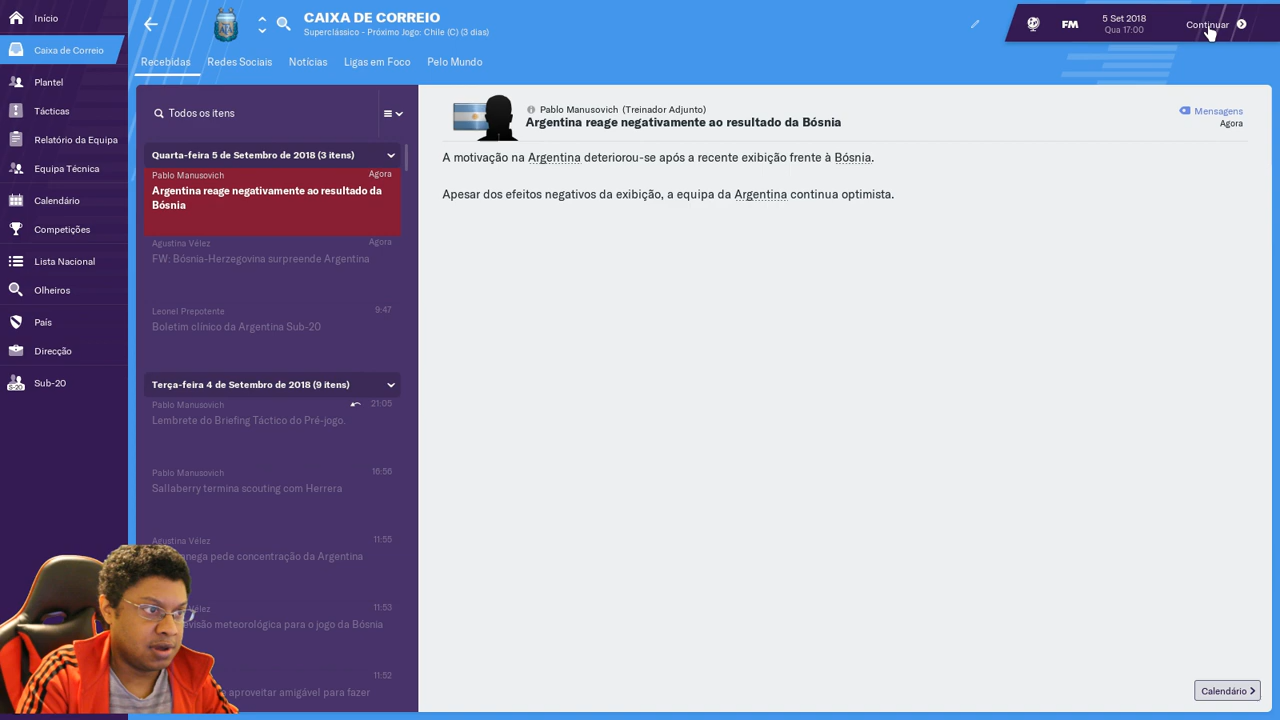 Início
Caixa de Correio
Plantel
Tácticas
Relatório da Equipa
Equipa Técnica
Calendário
Competições
Lista Nacional
Olheiros
País
Direcção
Sub-20
CAIXA DE CORREIO
Superclássico - Próximo Jogo: Chile (C) (3 dias)
FM
5 Set 2018
Qua 17:00
Continuar
Recebidas
Redes Sociais
Notícias
Ligas em Foco
Pelo Mundo
Todos os itens
Quarta-feira 5 de Setembro de 2018 (3 itens)
Pablo Manusovich
Agora
Argentina reage negativamente ao resultado da
Bósnia
Agustina Vélez
Agora
FW: Bósnia-Herzegovina surpreende Argentina
Leonel Prepotente
9:47
Boletim clínico da Argentina Sub-20
Terça-feira 4 de Setembro de 2018 (9 itens)
Pablo Manusovich
21:05
Lembrete do Briefing Táctico do Pré-jogo.
Pablo Manusovich
16:56
Sallaberry termina scouting com Herrera
Agustina Vélez
11:55
pede concentração da Argentina
Vélez
11:53
meteorológica para o jogo da Bósnia
11:52
aproveitar amigável para fazer
Pablo Manusovich (Treinador Adjunto)
Argentina reage negativamente ao resultado da Bósnia
Mensagens
Agora
A motivação na Argentina deteriorou-se após a recente exibição frente à Bósnia.
Apesar dos efeitos negativos da exibição, a equipa da Argentina continua optimista.
Calendário